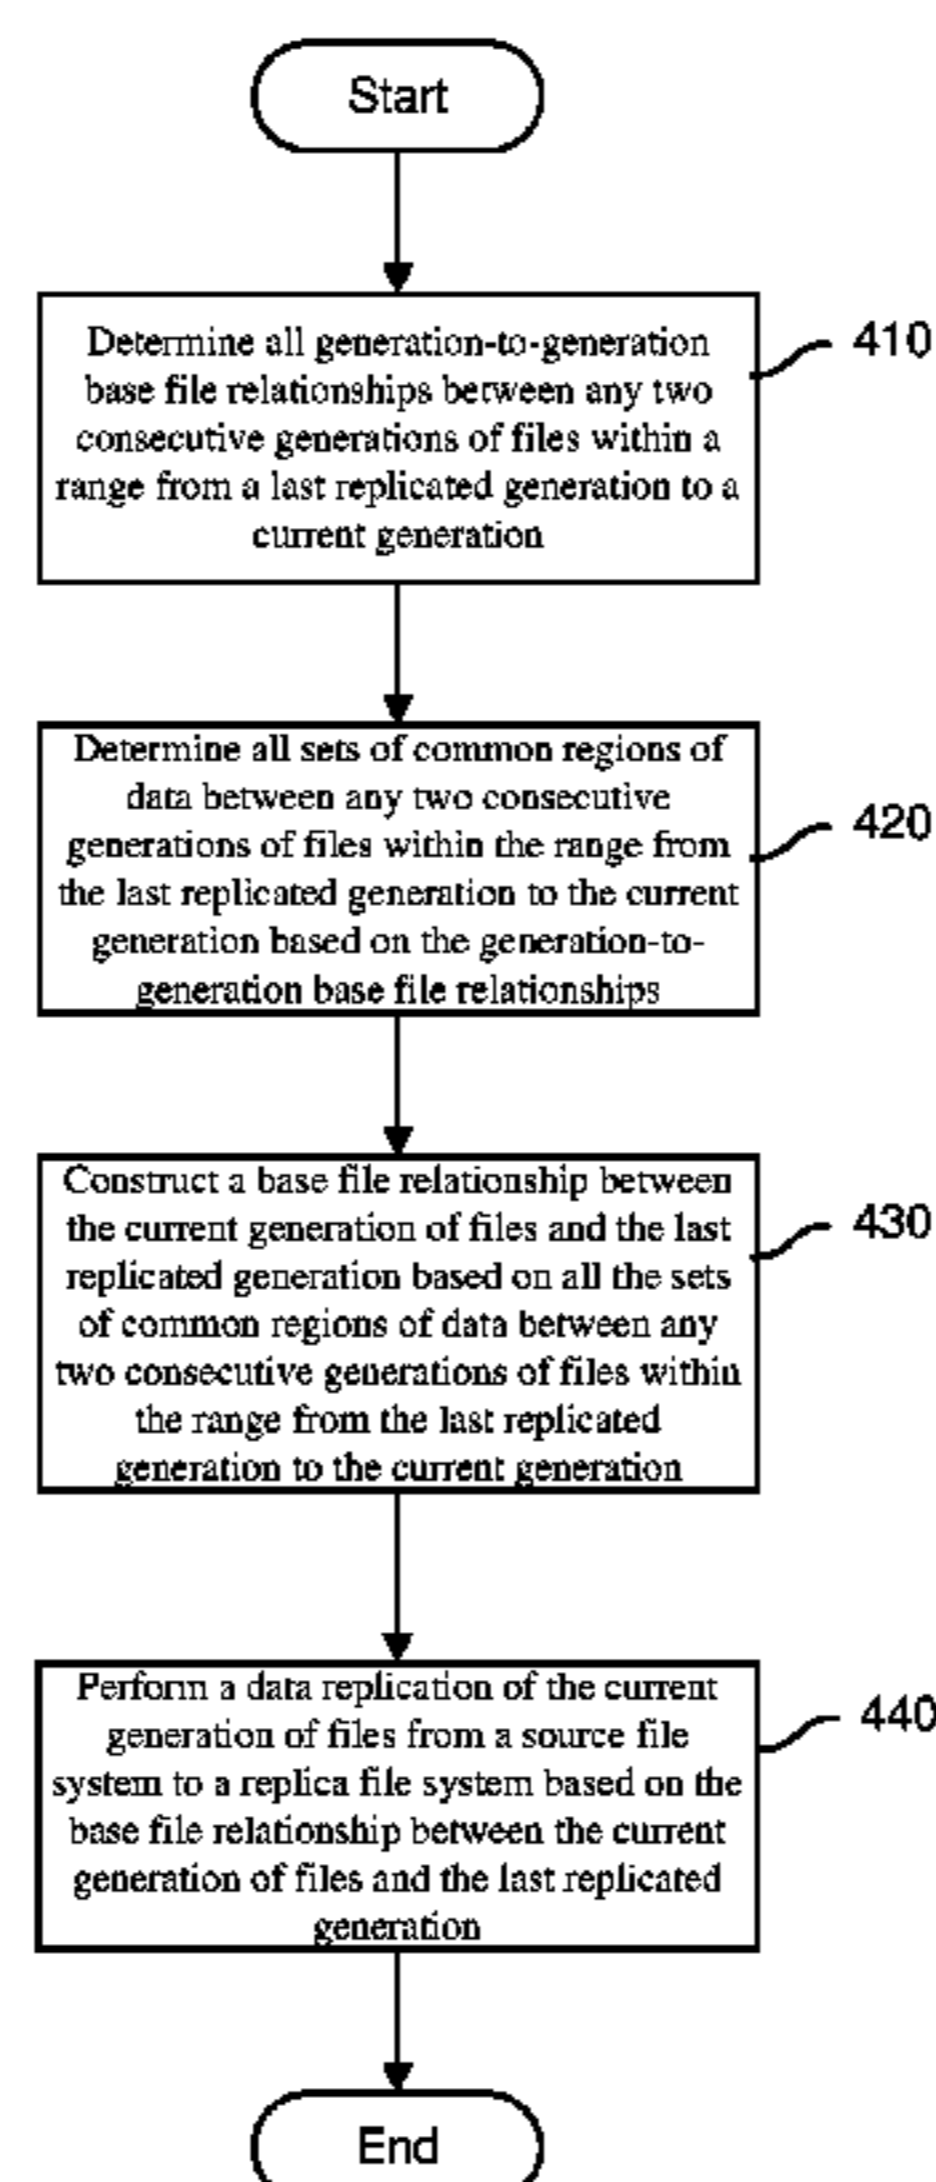 Start
Determine all generation-to-generation
base file relationships between any two
consecutive generations of files within a
range from a last replicated generation to a
current generation
410
Determine all sets of common regions of
data between any two consecutive
generations of files within the range from
the last replicated generation to the current
generation based on the generation-to-
generation base file relationships
420
Construct a base file relationship between
the current generation of files and the last
replicated generation based on all the sets
of common regions of data between any
two consecutive generations of files within
the range from the last replicated
generation to the current generation
430
Perform a data replication of the current
generation of files from a source file
system to a replica file system based on the
base file relationship between the current
generation of files and the last replicated
generation
440
End